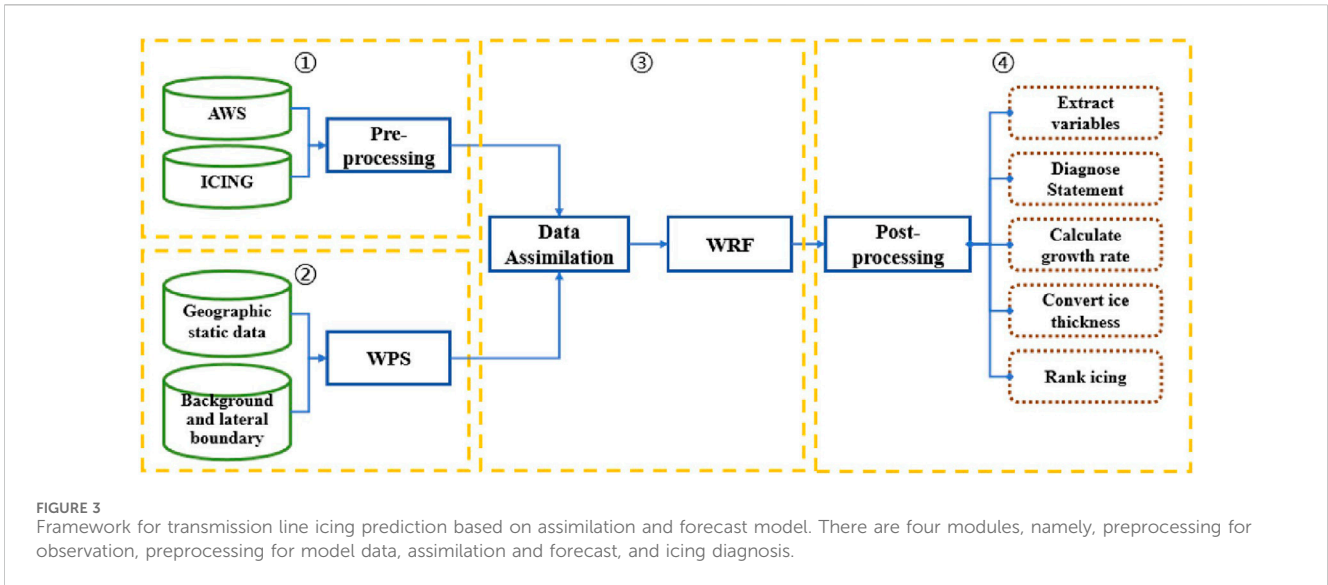 ①
AWS
ICING
Pre-
processing
②
Geographic
static data
Background
and lateral
boundary
WPS
③
Data
Assimilation
WRF
④
Post-
processing
Extract
variables
Diagnose
Statement
Calculate
growth rate
Convert ice
thickness
Rank icing
FIGURE 3
Framework for transmission line icing prediction based on assimilation and forecast model. There are four modules, namely, preprocessing for
observation, preprocessing for model data, assimilation and forecast, and icing diagnosis.